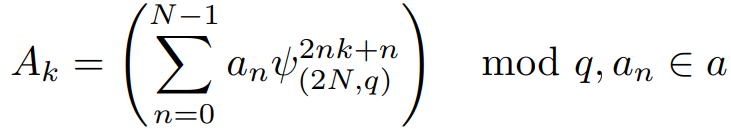 $A_k = \left( \sum_{n=0}^{N-1} a_n \psi_{(2N,q)}^{2nk+n} \right) \mod q, a_n \in a$